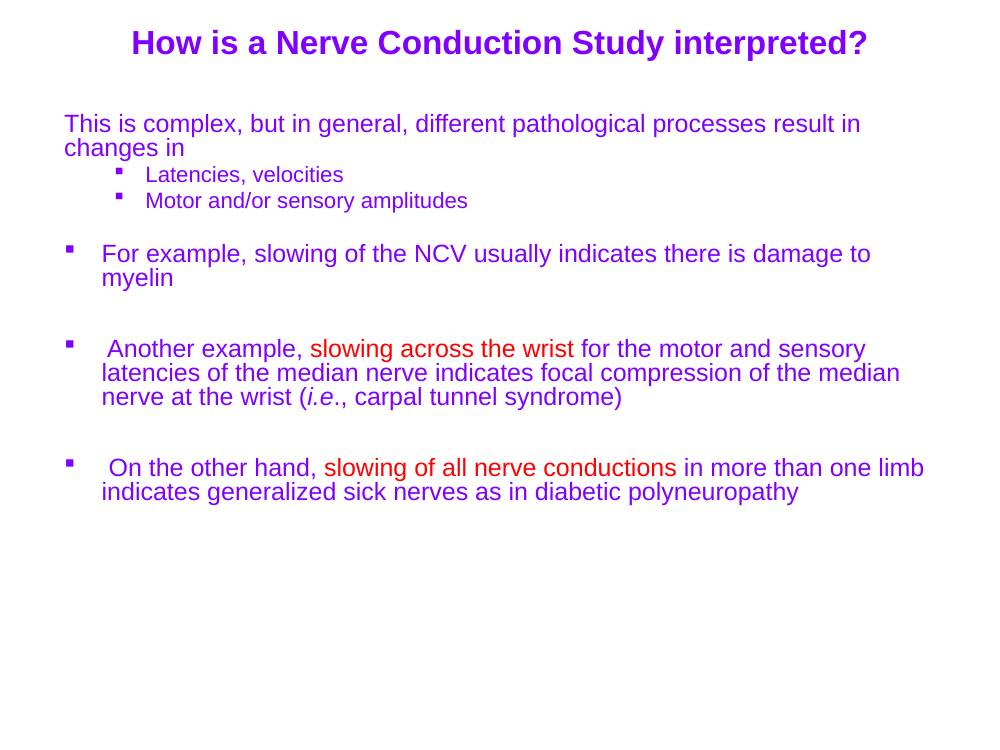 How is a Nerve Conduction Study interpreted?
This is complex, but in general, different pathological processes result in
changes in
▪ Latencies, velocities
▪ Motor and/or sensory amplitudes
▪ For example, slowing of the NCV usually indicates there is damage to
myelin
▪ Another example, slowing across the wrist for the motor and sensory
latencies of the median nerve indicates focal compression of the median
nerve at the wrist (i.e., carpal tunnel syndrome)
▪ On the other hand, slowing of all nerve conductions in more than one limb
indicates generalized sick nerves as in diabetic polyneuropathy